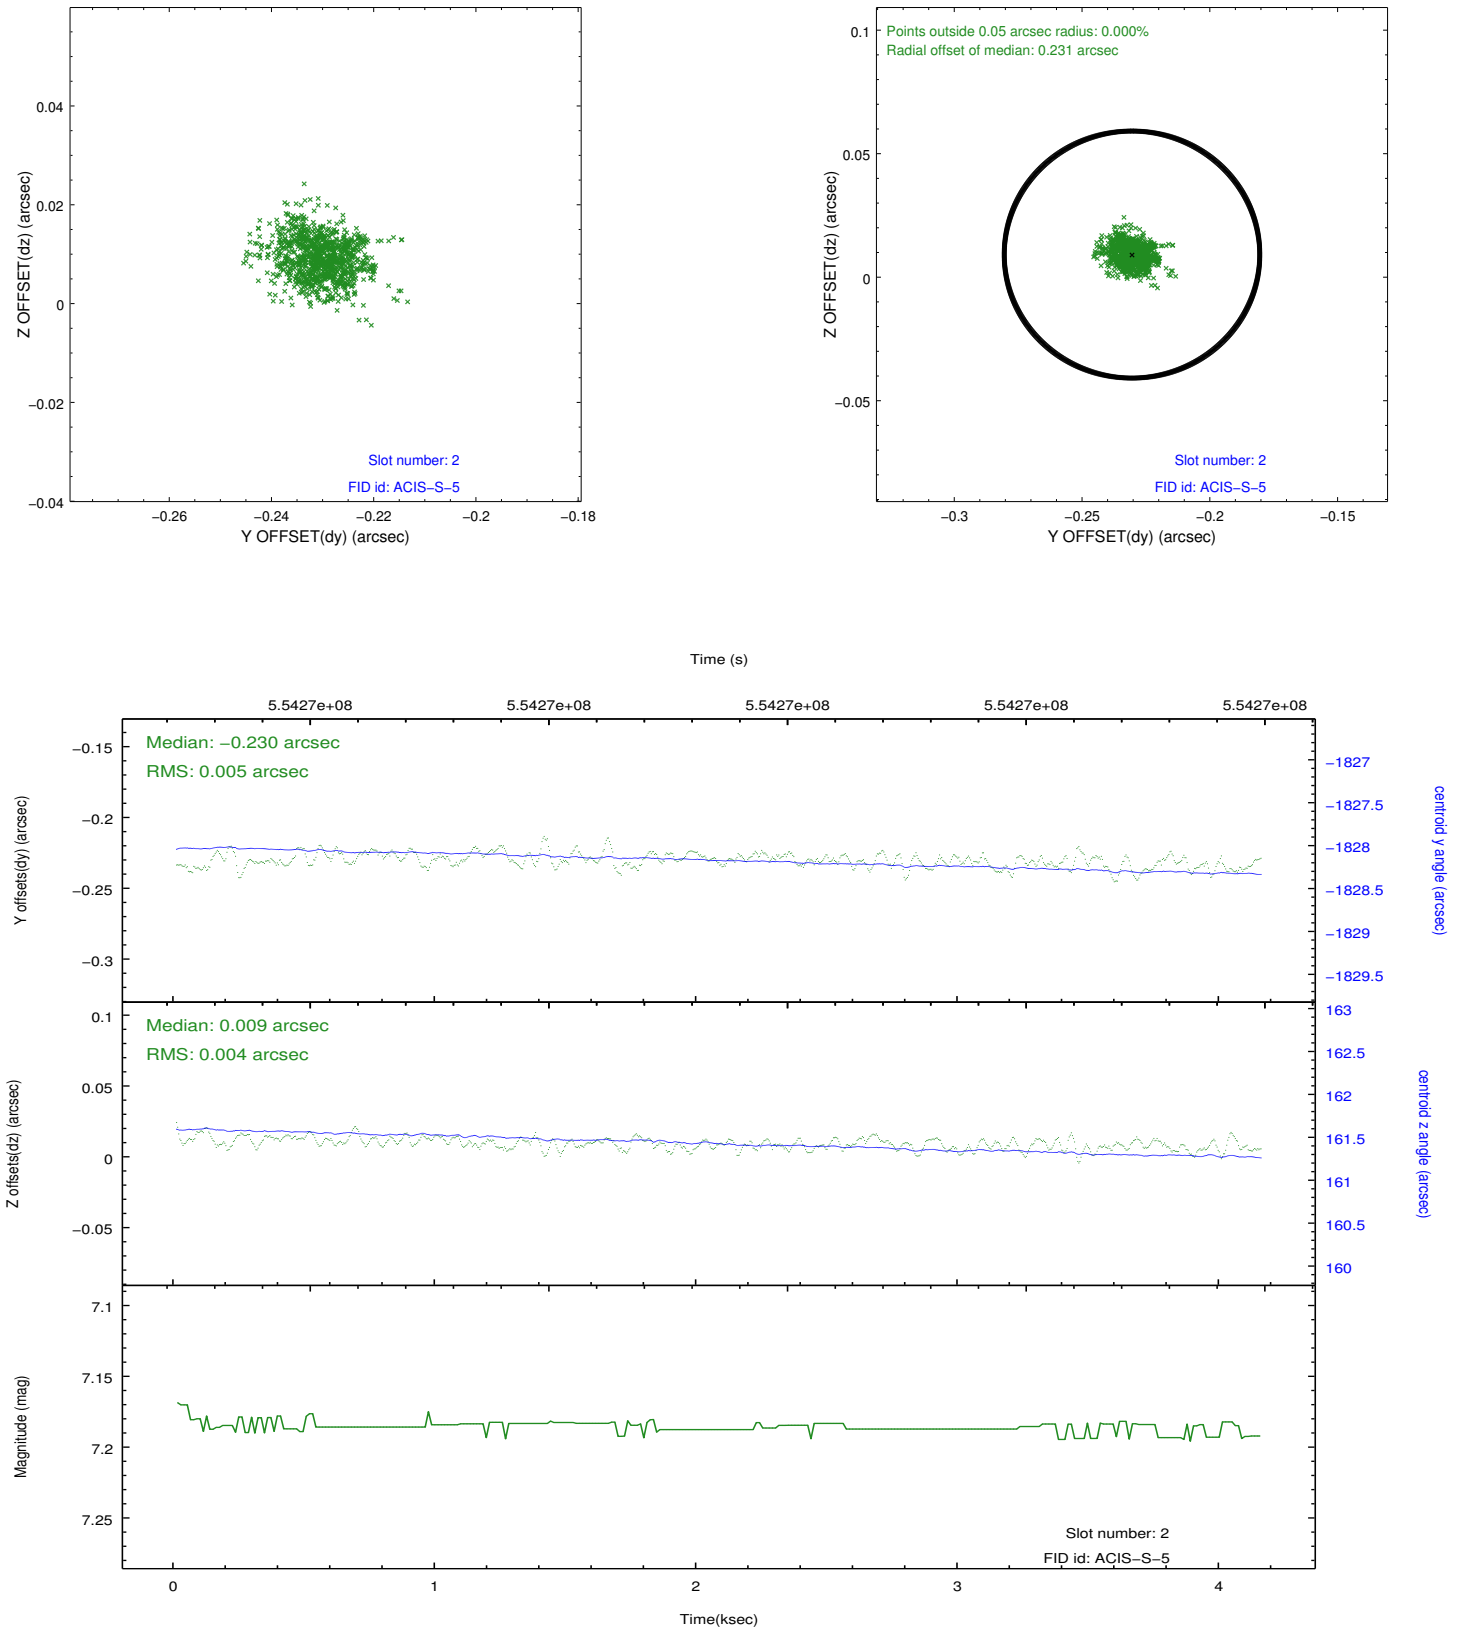 0.04
0.02
0
−0.02
−0.04
Z OFFSET(dz) (arcsec)
Slot number: 2
FID id: ACIS−S−5
−0.26
−0.24
−0.22
−0.2
−0.18
Y OFFSET(dy) (arcsec)
Points outside 0.05 arcsec radius: 0.000%
Radial offset of median: 0.231 arcsec
0.1
0.05
0
−0.05
Z OFFSET(dz) (arcsec)
Slot number: 2
FID id: ACIS−S−5
−0.3
−0.25
−0.2
−0.15
Y OFFSET(dy) (arcsec)
Time (s)
5.5427e+08
5.5427e+08
5.5427e+08
5.5427e+08
5.5427e+08
Median: −0.230 arcsec
RMS: 0.005 arcsec
−0.15
−0.2
−0.25
−0.3
Y offsets(dy) (arcsec)
−1827
−1827.5
−1828
−1828.5
−1829
−1829.5
centroid y angle (arcsec)
Median: 0.009 arcsec
RMS: 0.004 arcsec
0.1
0.05
0
−0.05
Z offsets(dz) (arcsec)
163
162.5
162
161.5
161
160.5
160
centroid z angle (arcsec)
7.1
7.15
7.2
7.25
Magnitude (mag)
Slot number: 2
FID id: ACIS−S−5
0
1
2
3
4
Time(ksec)